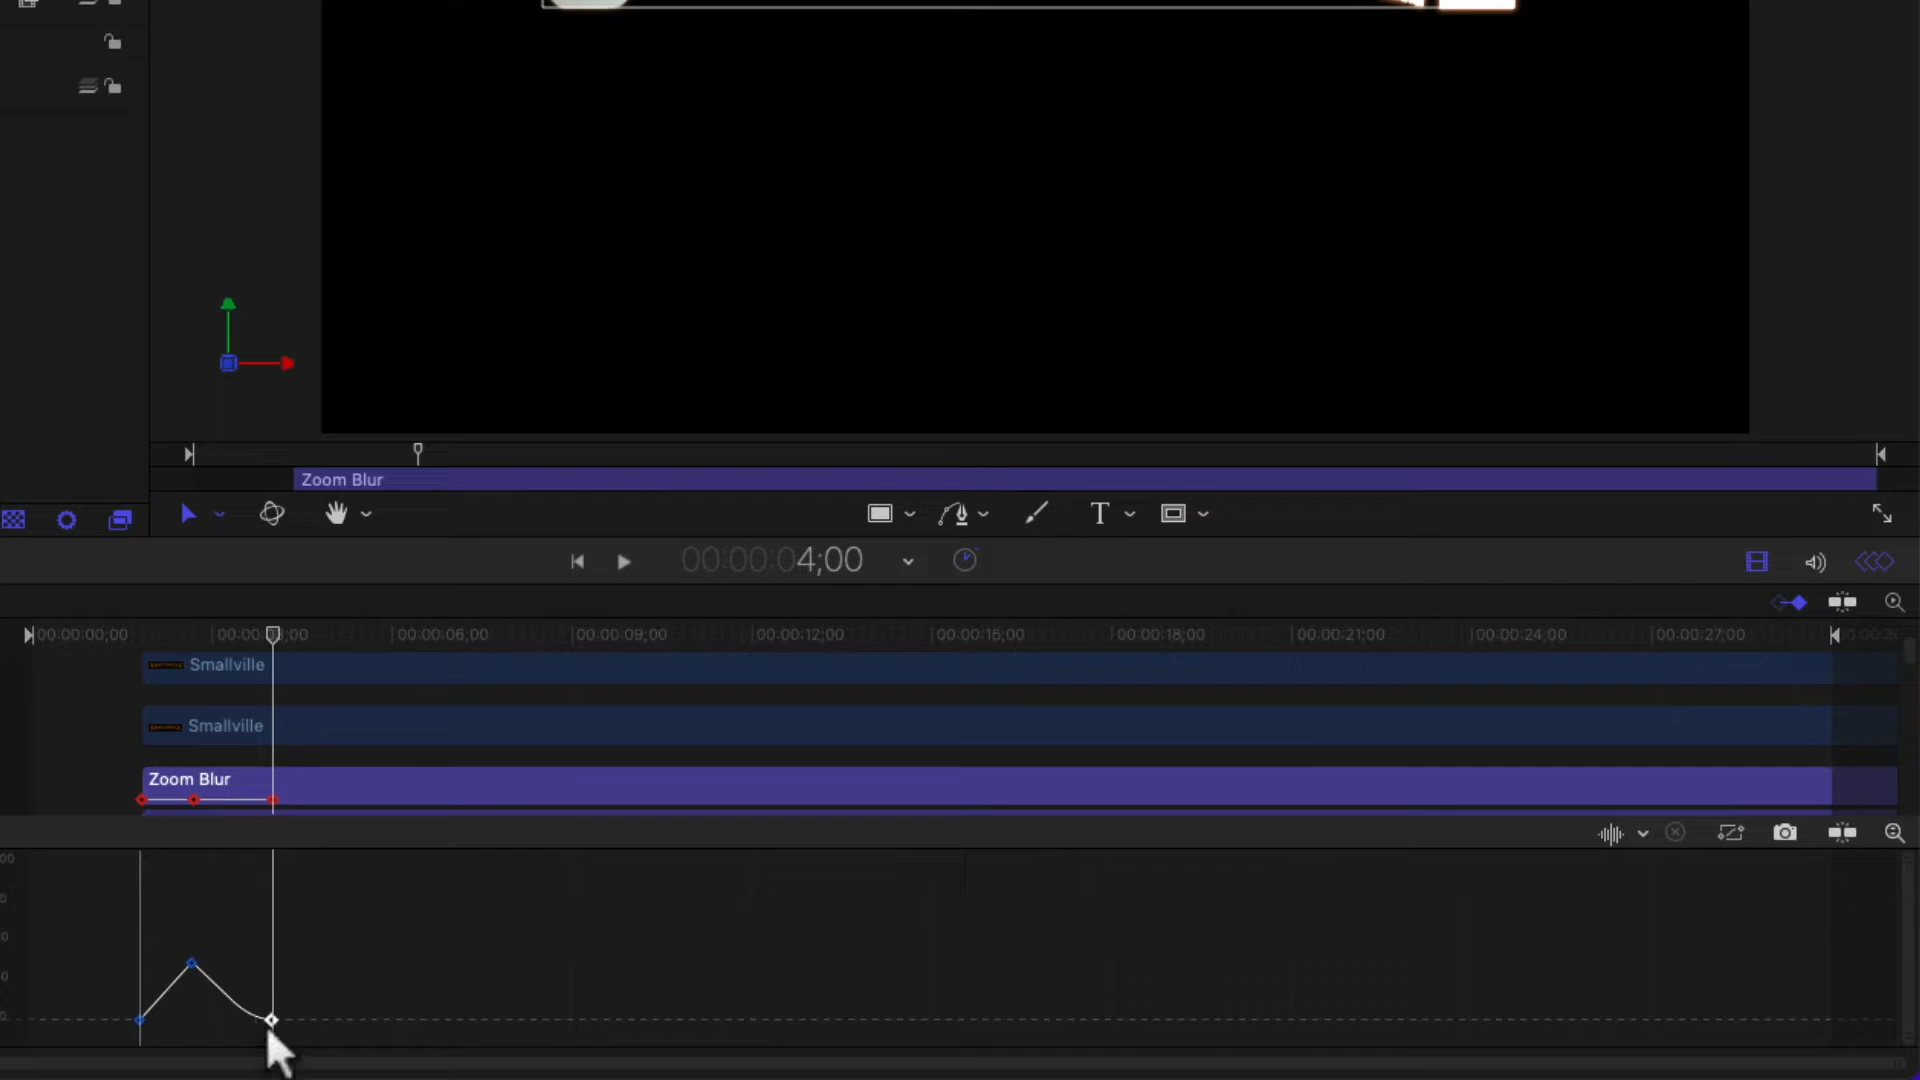 Zoom Blur
T
00:00:04;00
00:00:00;00
00:00:06;00
00:00:09;00
00:00:12;00
00:00:15;00
00:00:18;00
00:00:21;00
00:00:24;00
00:00:27;00
Smallville
Smallville
Zoom Blur